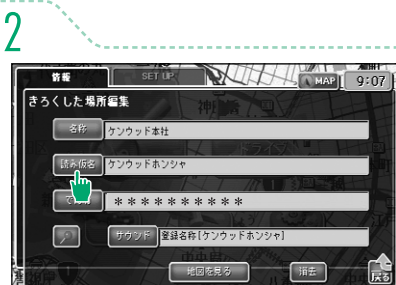 2
情報 SET UP MAP 9:07
きろくした場所編集
名称 ケンウッド本社
読み仮名 ケンウッドホンシャ
**********
サウンド 登録名称[ケンウッドホンシャ]
地図を見る 消去 戻る